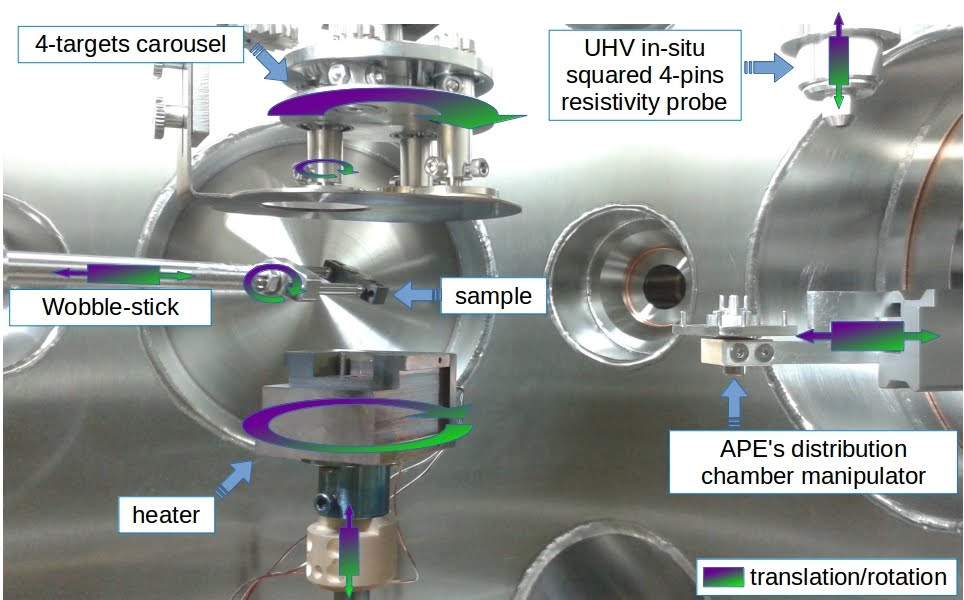 4-targets carousel
UHV in-situ
squared 4-pins
resistivity probe
Wobble-stick
sample
APE's distribution
chamber manipulator
heater
translation/rotation